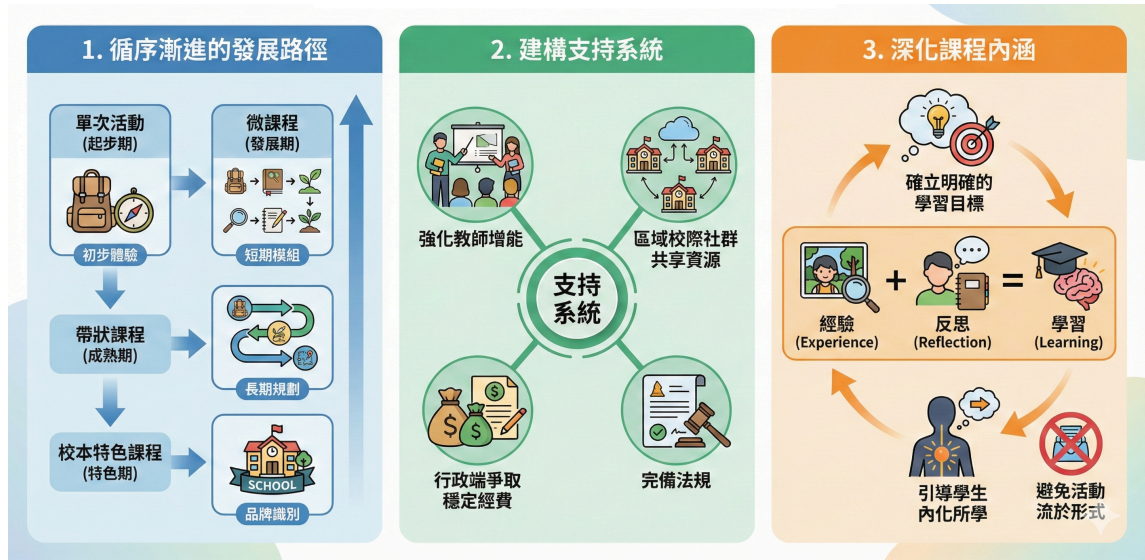 1. 循序漸進的發展路徑
單次活動
(起步期)
初步體驗
微課程
(發展期)
短期模組
帶狀課程
(成熟期)
長期規劃
校本特色課程
(特色期)
SCHOOL
品牌識別
2. 建構支持系統
強化教師增能
區域校際社群
共享資源
支持
系統
行政端爭取
穩定經費
完備法規
3. 深化課程內涵
確立明確的
學習目標
經驗
(Experience)
+
反思
(Reflection)
=
學習
(Learning)
引導學生
內化所學
避免活動
流於形式